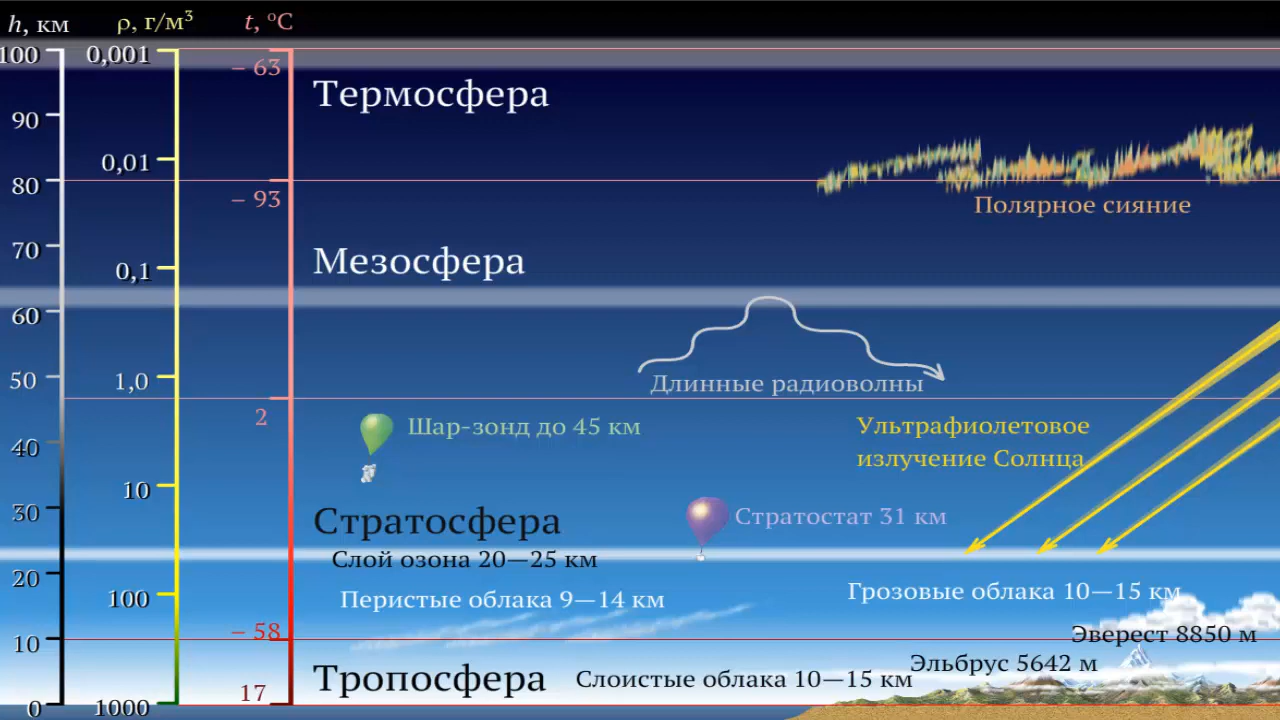 h, км
ρ, г/м³
t, °C
100
0,001
– 63
Термосфера
90
0,01
80
– 93
Полярное сияние
70
Мезосфера
0,1
60
50
1,0
Длинные радиоволны
2
Шар-зонд до 45 км
Ультрафиолетовое
излучение Солнца
40
10
30
Стратосфера
Стратостат 31 км
Слой озона 20—25 км
20
100
Перистые облака 9—14 км
Грозовые облака 10—15 км
– 58
10
Эверест 8850 м
Эльбрус 5642 м
Тропосфера
Слоистые облака 10—15 км
17
0
1000